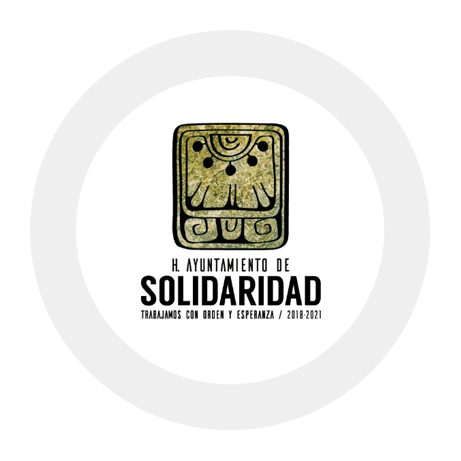 H. AYUNTAMIENTO DE
SOLIDARIDAD
TRABAJAMOS CON ORDEN Y ESPERANZA / 2018-2021